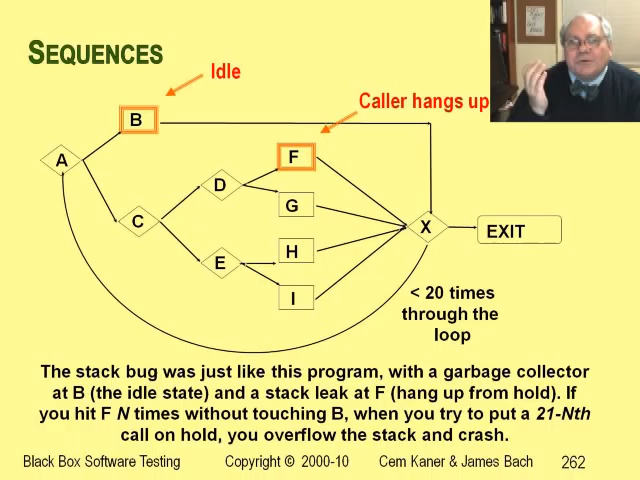 SEQUENCES
Idle
Caller hangs up
B
A
F
D
G
C
X
EXIT
H
E
I
< 20 times
through the
loop
The stack bug was just like this program, with a garbage collector
at B (the idle state) and a stack leak at F (hang up from hold). If
you hit F N times without touching B, when you try to put a 21-Nth
call on hold, you overflow the stack and crash.
Black Box Software Testing Copyright © 2000-10 Cem Kaner & James Bach 262